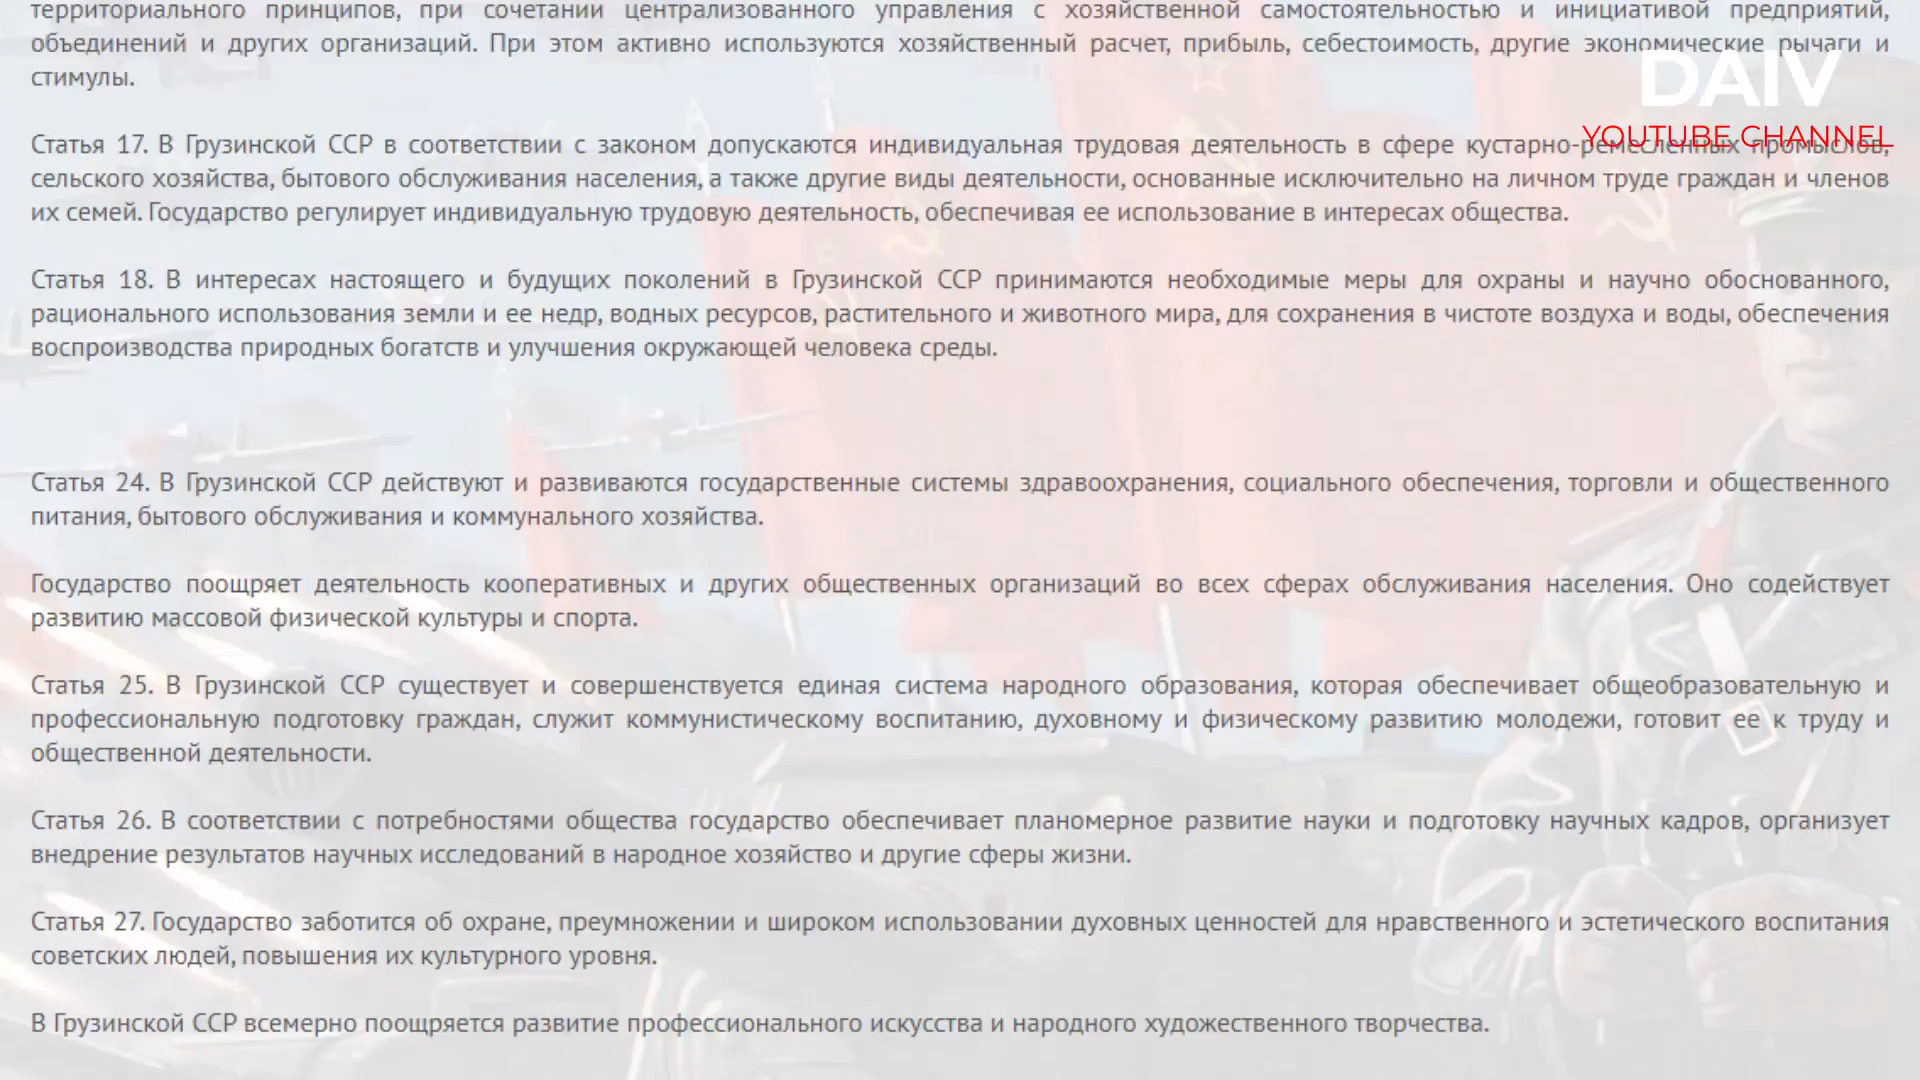 территориального принципов, при сочетании централизованного управления с хозяйственной самостоятельностью и инициативой предприятий,
объединений и других организаций. При этом активно используются хозяйственный расчет, прибыль, себестоимость, другие экономические рычаги и
стимулы.
DAIV
YOUTUBE CHANNEL
Статья 17. В Грузинской ССР в соответствии с законом допускаются индивидуальная трудовая деятельность в сфере кустарно-ремесленных промыслов,
сельского хозяйства, бытового обслуживания населения, а также другие виды деятельности, основанные исключительно на личном труде граждан и членов
их семей. Государство регулирует индивидуальную трудовую деятельность, обеспечивая ее использование в интересах общества.
Статья 18. В интересах настоящего и будущих поколений в Грузинской ССР принимаются необходимые меры для охраны и научно обоснованного,
рационального использования земли и ее недр, водных ресурсов, растительного и животного мира, для сохранения в чистоте воздуха и воды, обеспечения
воспроизводства природных богатств и улучшения окружающей человека среды.
Статья 24. В Грузинской ССР действуют и развиваются государственные системы здравоохранения, социального обеспечения, торговли и общественного
питания, бытового обслуживания и коммунального хозяйства.
Государство поощряет деятельность кооперативных и других общественных организаций во всех сферах обслуживания населения. Оно содействует
развитию массовой физической культуры и спорта.
Статья 25. В Грузинской ССР существует и совершенствуется единая система народного образования, которая обеспечивает общеобразовательную и
профессиональную подготовку граждан, служит коммунистическому воспитанию, духовному и физическому развитию молодежи, готовит ее к труду и
общественной деятельности.
Статья 26. В соответствии с потребностями общества государство обеспечивает планомерное развитие науки и подготовку научных кадров, организует
внедрение результатов научных исследований в народное хозяйство и другие сферы жизни.
Статья 27. Государство заботится об охране, преумножении и широком использовании духовных ценностей для нравственного и эстетического воспитания
советских людей, повышения их культурного уровня.
В Грузинской ССР всемерно поощряется развитие профессионального искусства и народного художественного творчества.